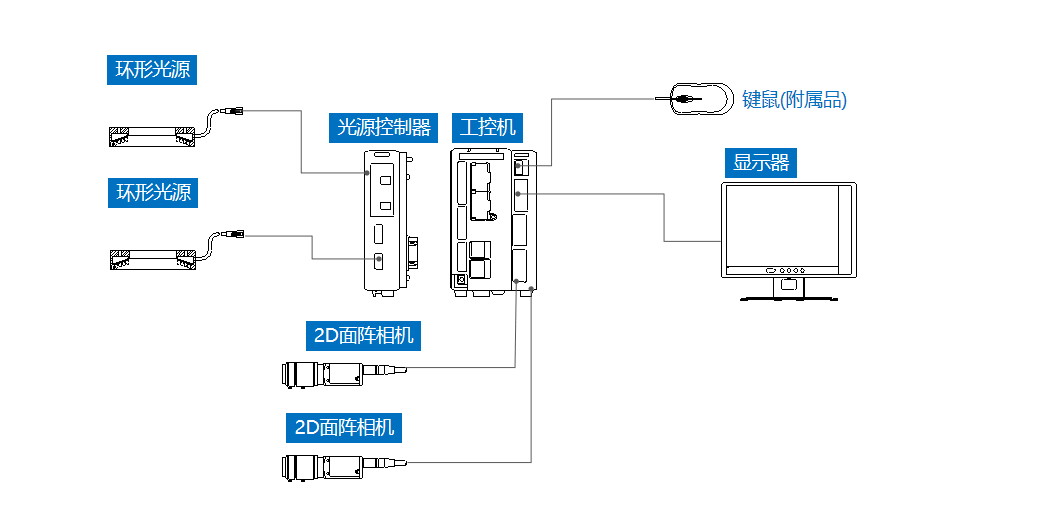 环形光源
键鼠(附属品)
光源控制器
工控机
显示器
环形光源
2D面阵相机
2D面阵相机